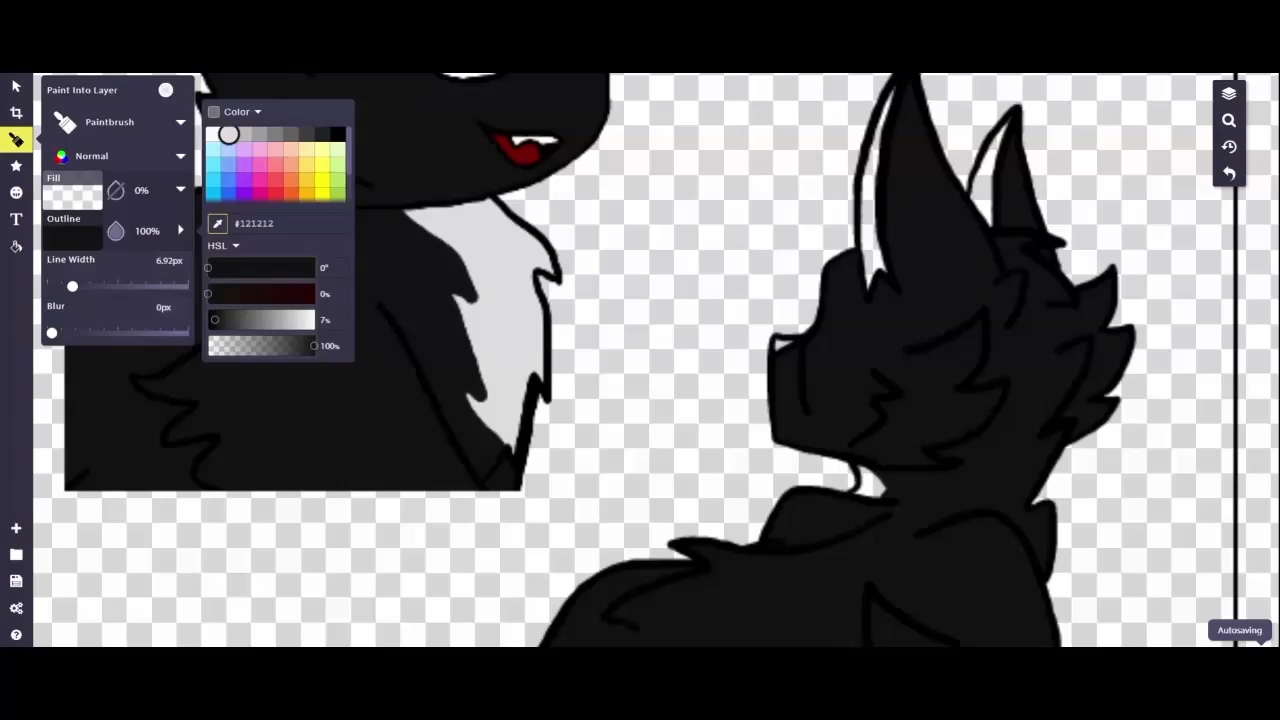 Paint Into Layer
Paintbrush
Normal
Fill
0%
Outline
100%
Line Width 6.92px
Blur 0px
Color
#121212
HSL
0°
0%
7%
100%
T
Autosaving